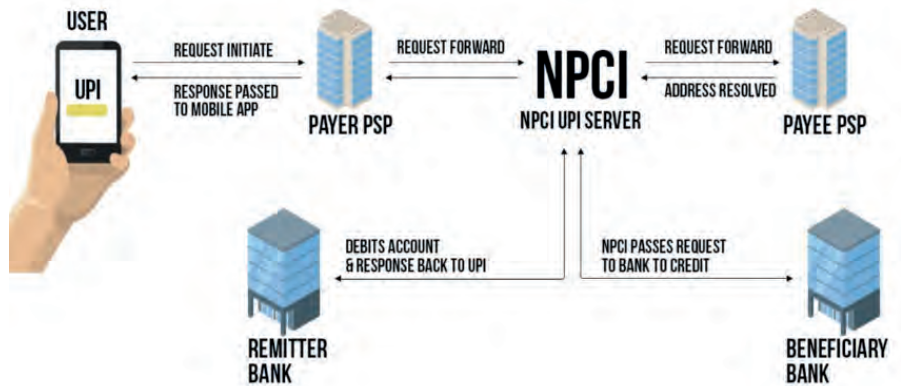 USER
UPI
REQUEST INITIATE
RESPONSE PASSED
TO MOBILE APP
PAYER PSP
REQUEST FORWARD
NPCI
NPCI UPI SERVER
REQUEST FORWARD
ADDRESS RESOLVED
PAYEE PSP
DEBITS ACCOUNT
& RESPONSE BACK TO UPI
NPCI PASSES REQUEST
TO BANK TO CREDIT
REMITTER
BANK
BENEFICIARY
BANK